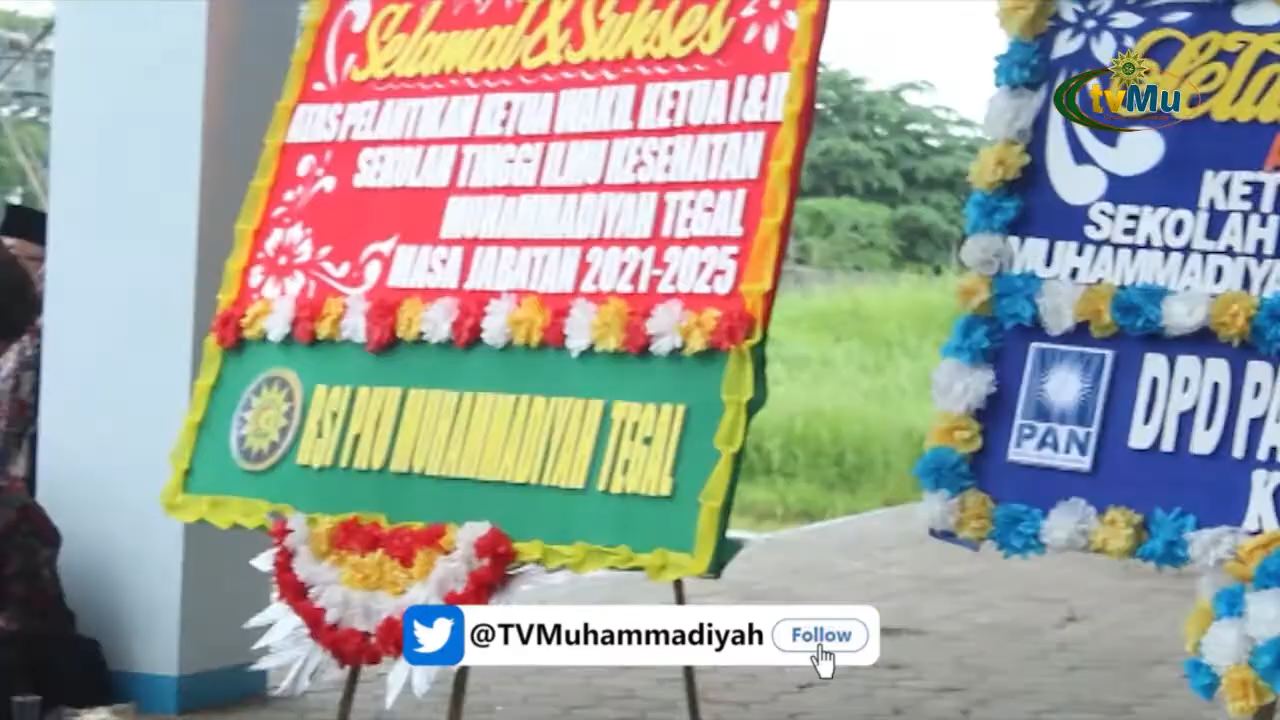 Selamat & Sukses
ATAS PELANTIKAN KETUA WAKIL KETUA I & II
SEKOLAH TINGGI ILMU KESEHATAN
MUHAMMADIYAH TEGAL
MASA JABATAN 2021-2025
RSI PKU MUHAMMADIYAH TEGAL
tvMu
Sela
KET
SEKOLAH
MUHAMMADIYA
PAN
DPD PA
K
@TVMuhammadiyah
Follow